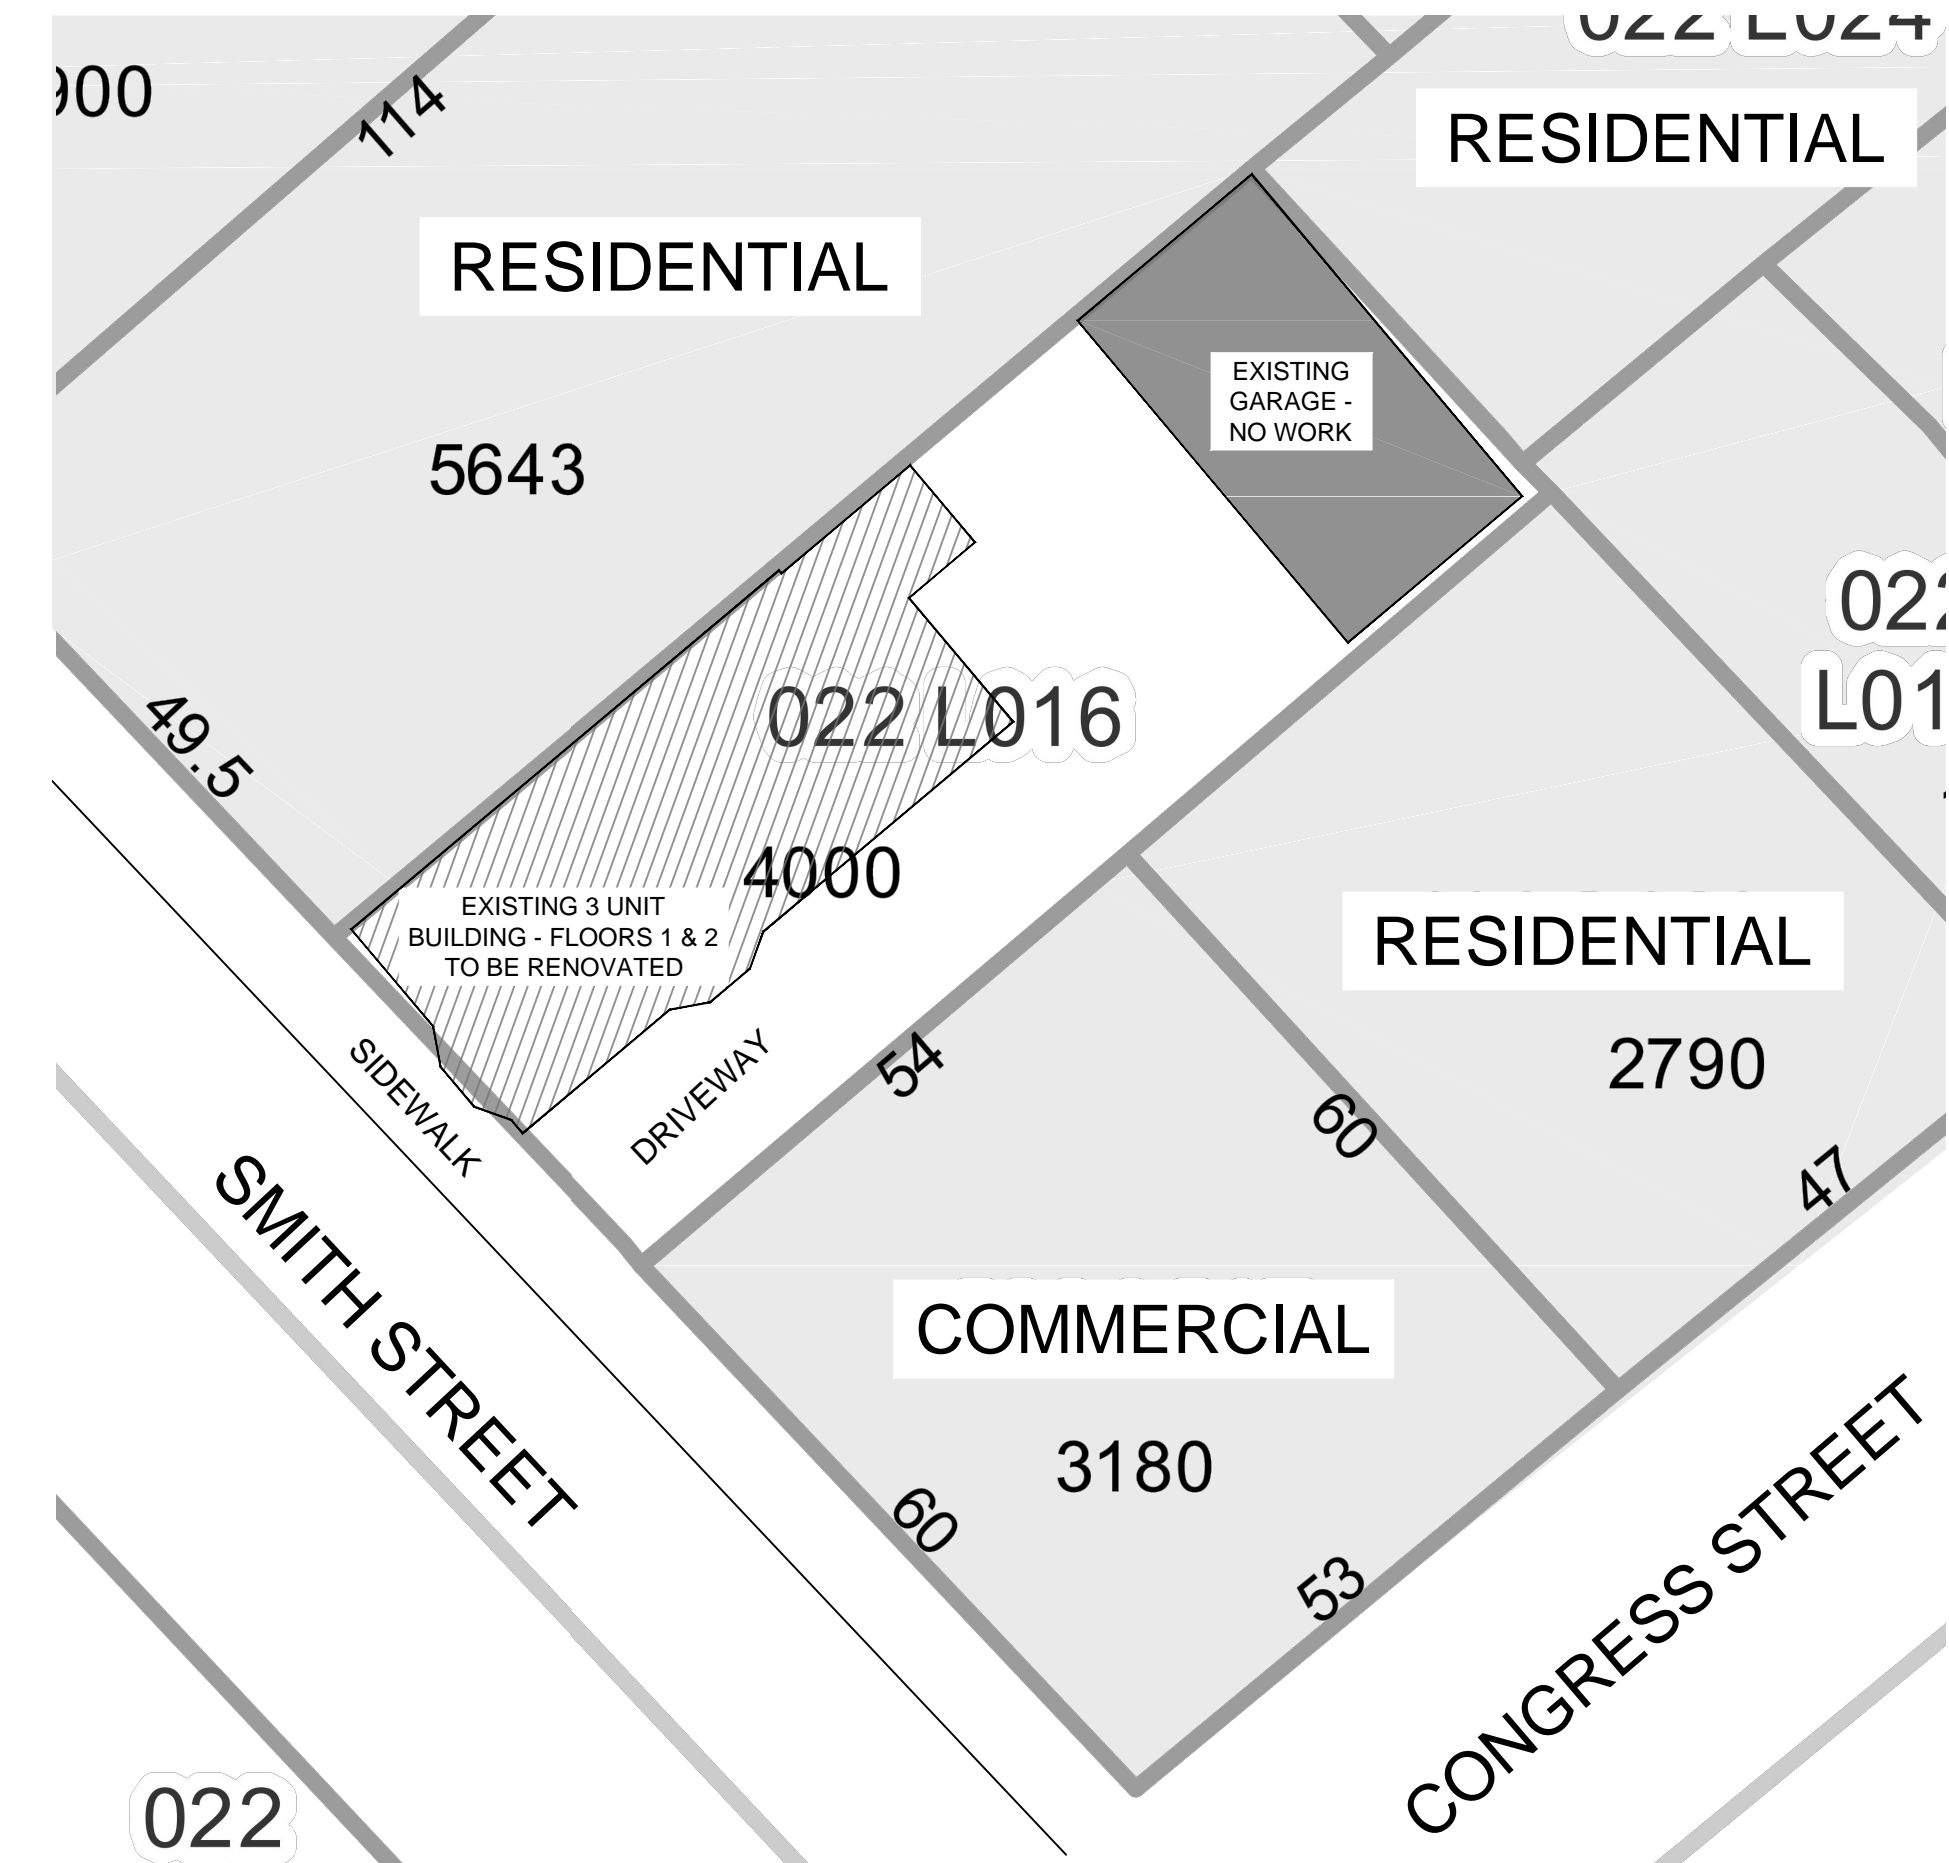 022 L024
900
114
RESIDENTIAL
RESIDENTIAL
EXISTING
GARAGE -
NO WORK
5643
022
L01
49.5
022 L016
4000
EXISTING 3 UNIT
BUILDING - FLOORS 1 & 2
TO BE RENOVATED
RESIDENTIAL
2790
SIDEWALK
DRIVEWAY
54
60
47
SMITH STREET
COMMERCIAL
3180
60
53
CONGRESS STREET
022